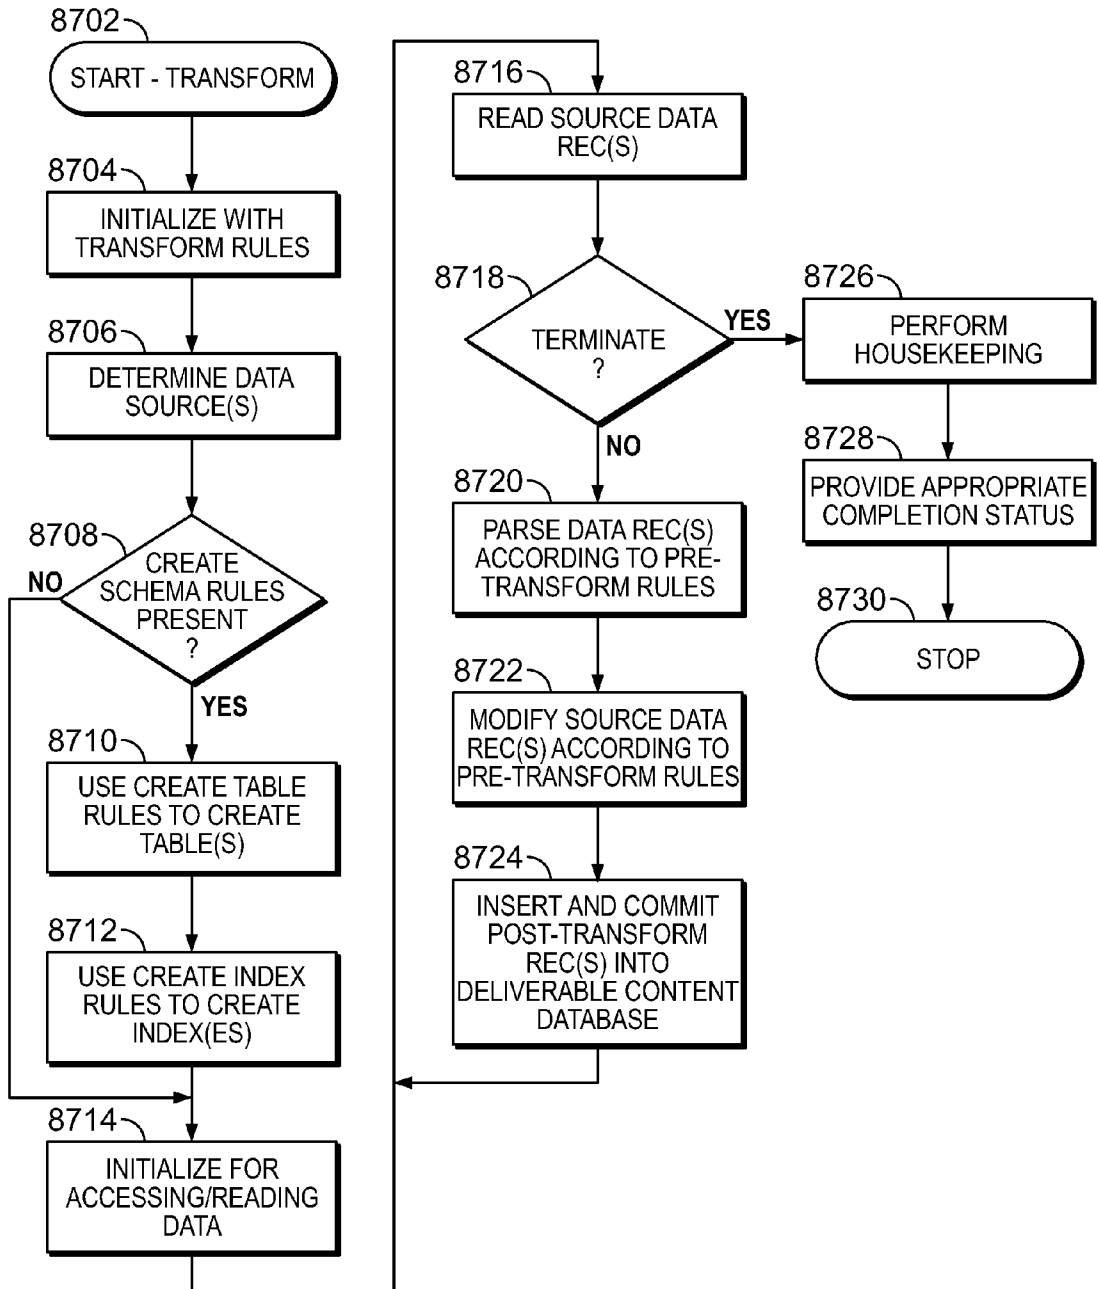 8702
START - TRANSFORM
8704
INITIALIZE WITH
TRANSFORM RULES
8706
DETERMINE DATA
SOURCE(S)
8708
CREATE
SCHEMA RULES
PRESENT
?
NO
YES
8710
USE CREATE TABLE
RULES TO CREATE
TABLE(S)
8712
USE CREATE INDEX
RULES TO CREATE
INDEX(ES)
8714
INITIALIZE FOR
ACCESSING/READING
DATA
8716
READ SOURCE DATA
REC(S)
8718
TERMINATE
?
YES
NO
8720
PARSE DATA REC(S)
ACCORDING TO PRE-
TRANSFORM RULES
8722
MODIFY SOURCE DATA
REC(S) ACCORDING TO
PRE-TRANSFORM RULES
8724
INSERT AND COMMIT
POST-TRANSFORM
REC(S) INTO
DELIVERABLE CONTENT
DATABASE
8726
PERFORM
HOUSEKEEPING
8728
PROVIDE APPROPRIATE
COMPLETION STATUS
8730
STOP